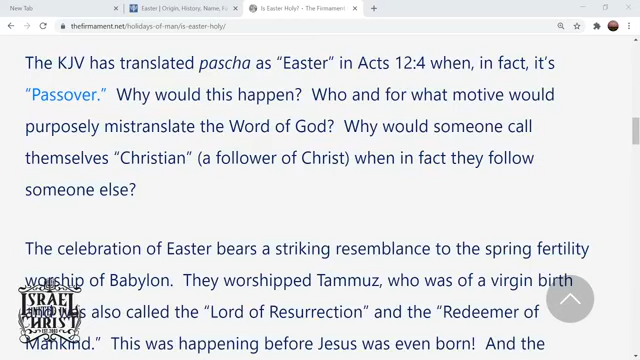 New Tab
Easter | Origin, History, Name, Fa
Is Easter Holy? - The Firmament
thefirmament.net/holidays-of-man/is-easter-holy/
The KJV has translated pascha as “Easter” in Acts 12:4 when, in fact, it’s
“Passover.” Why would this happen? Who and for what motive would
purposely mistranslate the Word of God? Why would someone call
themselves “Christian” (a follower of Christ) when in fact they follow
someone else?
The celebration of Easter bears a striking resemblance to the spring fertility
worship of Babylon. They worshipped Tammuz, who was of a virgin birth
was also called the “Lord of Resurrection” and the “Redeemer of
Mankind.” This was happening before Jesus was even born! And the
ISRAEL
UNITED IN
CHRIST